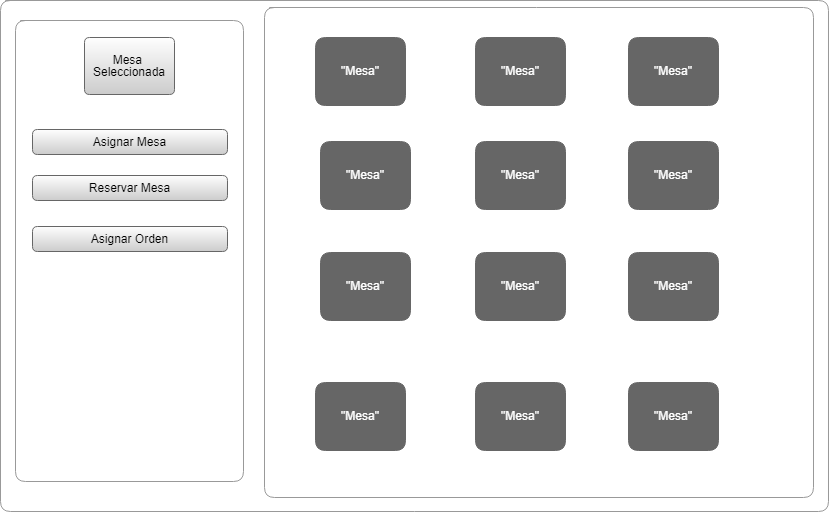 Mesa
Seleccionada
Asignar Mesa
Reservar Mesa
Asignar Orden
"Mesa"
"Mesa"
"Mesa"
"Mesa"
"Mesa"
"Mesa"
"Mesa"
"Mesa"
"Mesa"
"Mesa"
"Mesa"
"Mesa"